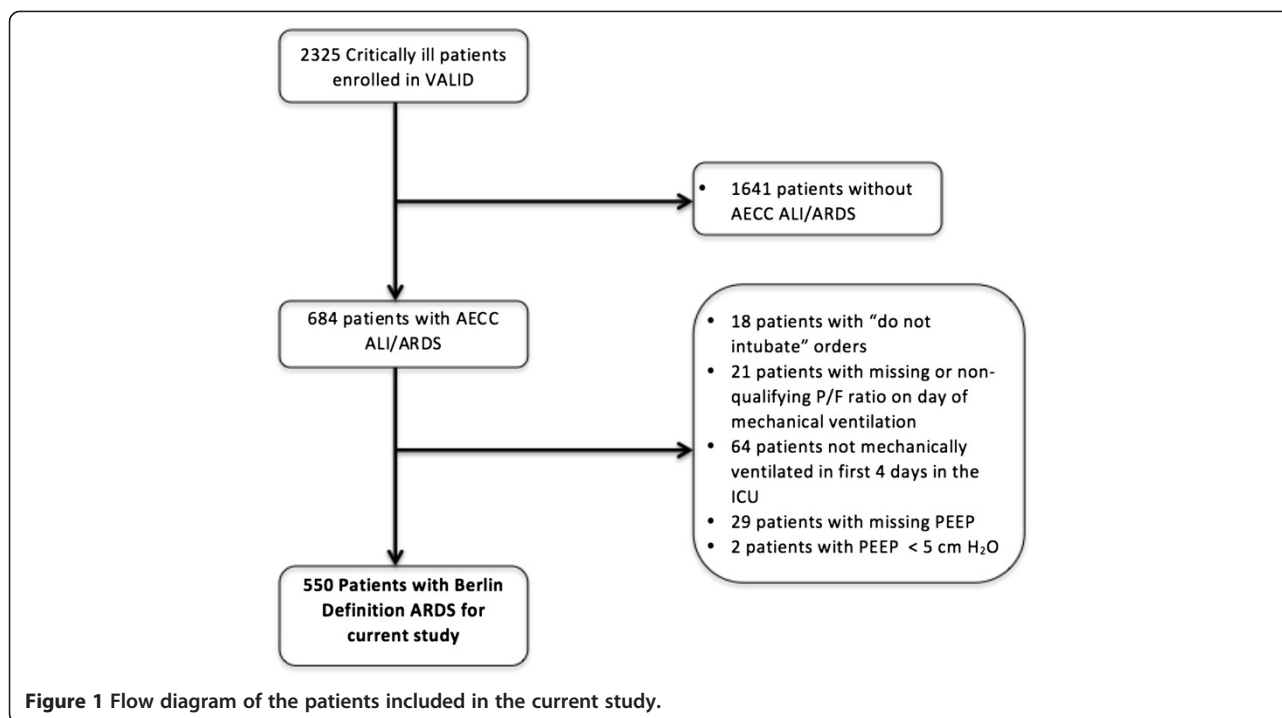 2325 Critically ill patients
enrolled in VALID
• 1641 patients without
AECC ALI/ARDS
684 patients with AECC
ALI/ARDS
• 18 patients with “do not
intubate” orders
• 21 patients with missing or non-
qualifying P/F ratio on day of
mechanical ventilation
• 64 patients not mechanically
ventilated in first 4 days in the
ICU
• 29 patients with missing PEEP
• 2 patients with PEEP < 5 cm H₂O
550 Patients with Berlin
Definition ARDS for
current study
Figure 1 Flow diagram of the patients included in the current study.